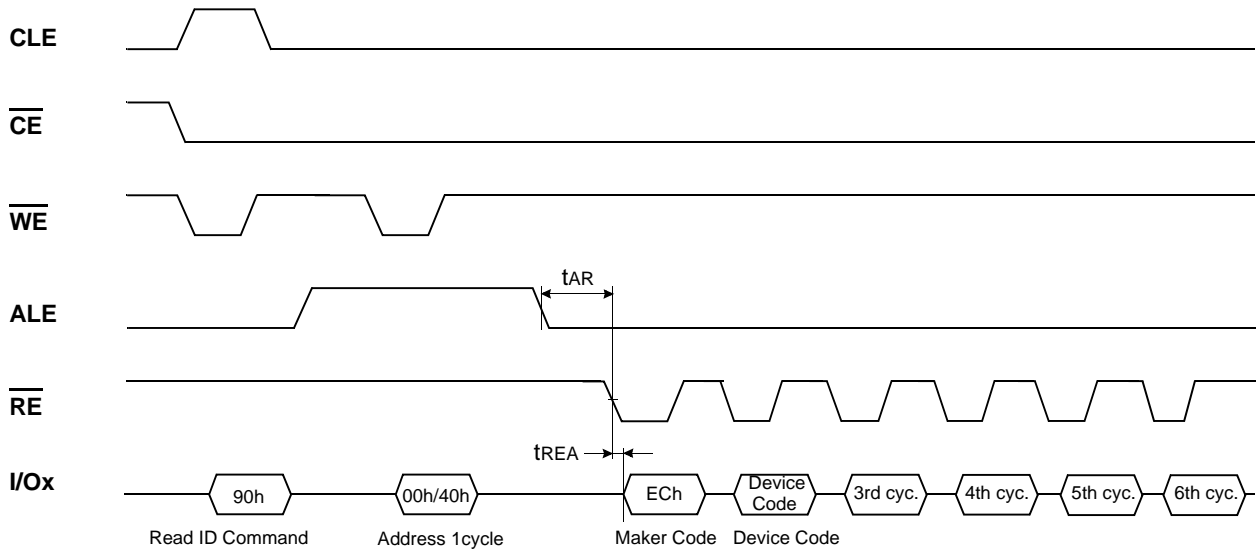 CLE
CE
WE
ALE
tAR
RE
tREA
I/Ox
90h
00h/40h
ECh
Device
Code
3rd cyc.
4th cyc.
5th cyc.
6th cyc.
Read ID Command
Address 1cycle
Maker Code
Device Code